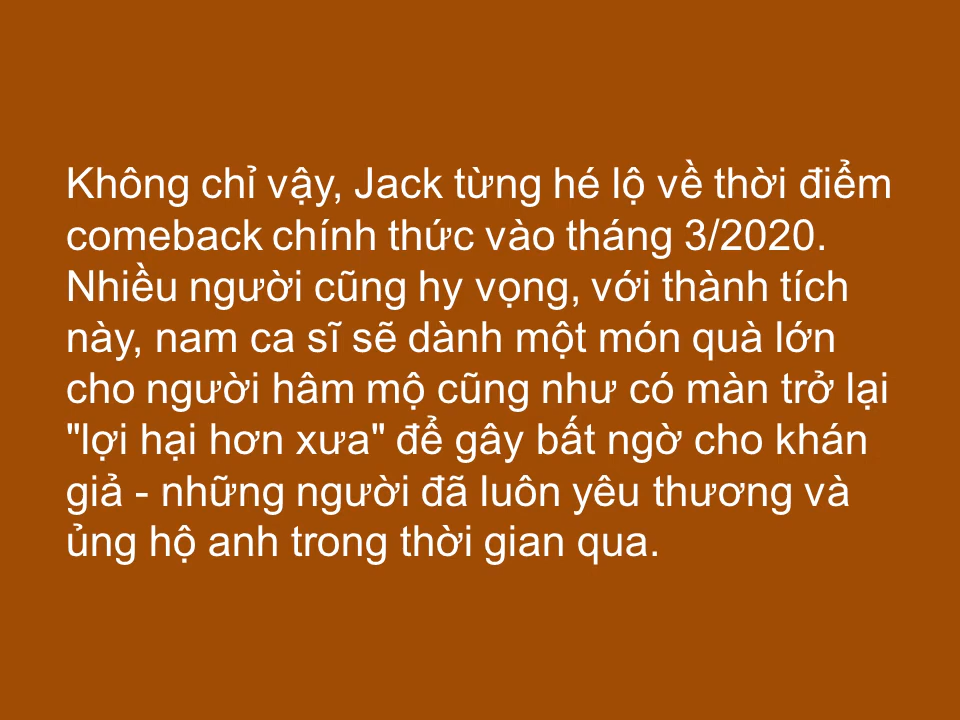 Không chỉ vậy, Jack từng hé lộ về thời điểm
comeback chính thức vào tháng 3/2020.
Nhiều người cũng hy vọng, với thành tích
này, nam ca sĩ sẽ dành một món quà lớn
cho người hâm mộ cũng như có màn trở lại
"lợi hại hơn xưa" để gây bất ngờ cho khán
giả - những người đã luôn yêu thương và
ủng hộ anh trong thời gian qua.